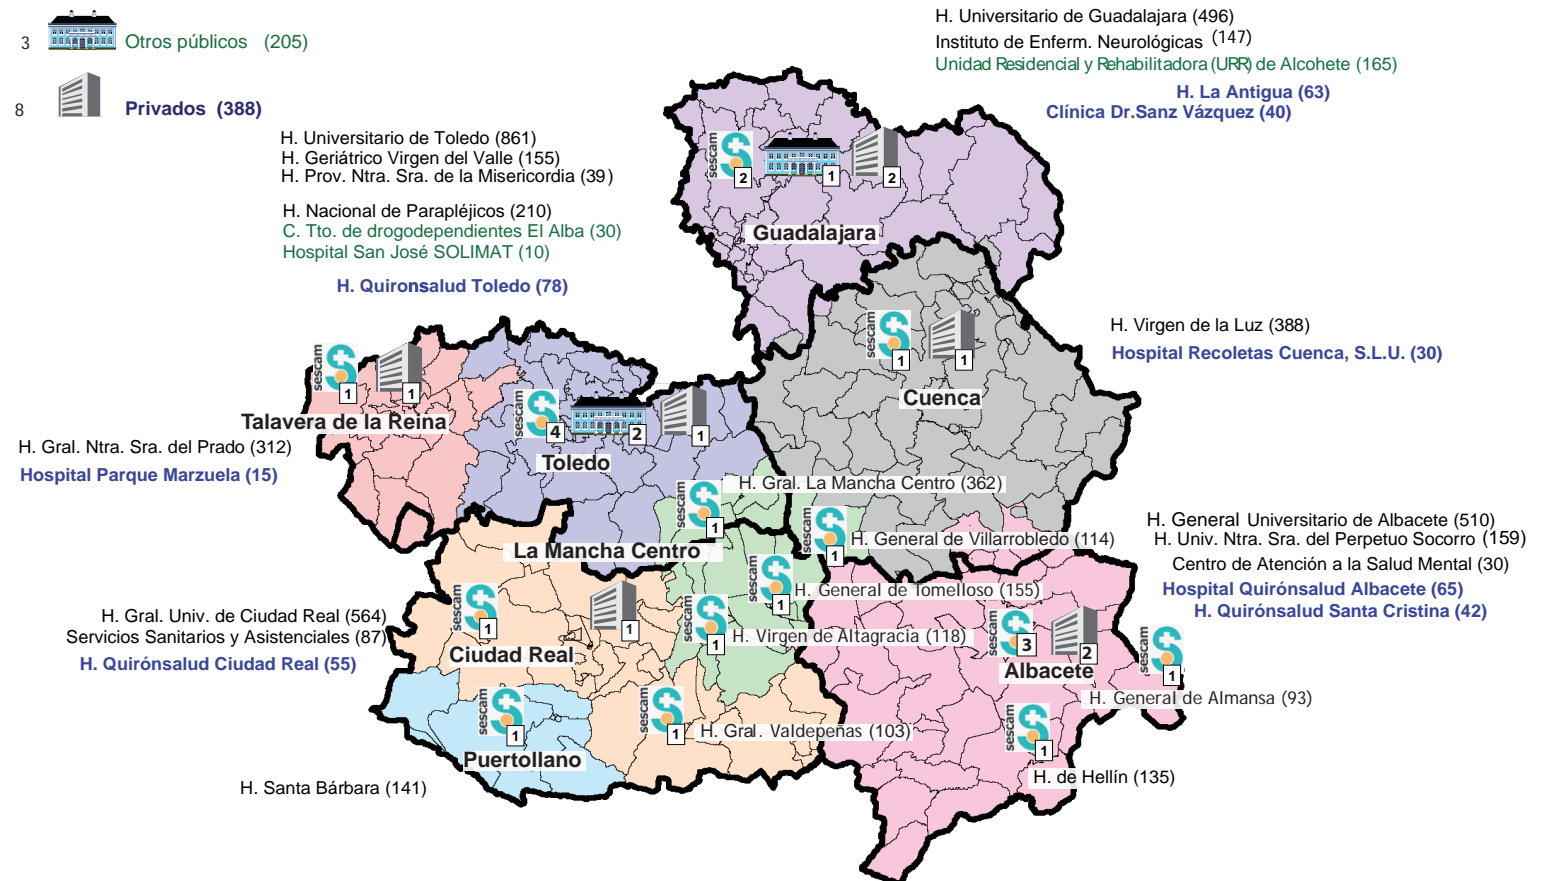 3 Otros públicos (205)
8 Privados (388)
H. Universitario de Guadalajara (496)
Instituto de Enferm. Neurológicas (147)
Unidad Residencial y Rehabilitadora (URR) de Alcohete (165)
H. La Antigua (63)
Clínica Dr.Sanz Vázquez (40)
H. Universitario de Toledo (861)
H. Geriátrico Virgen del Valle (155)
H. Prov. Ntra. Sra. de la Misericordia (39)
H. Nacional de Parapléjicos (210)
C. Tto. de drogodependientes El Alba (30)
Hospital San José SOLIMAT (10)
H. Quironsalud Toledo (78)
sescam 2 1 2
Guadalajara
H. Virgen de la Luz (388)
Hospital Recoletas Cuenca, S.L.U. (30)
sescam 1 1
Cuenca
sescam 1 1
Talavera de la Reina
H. Gral. Ntra. Sra. del Prado (312)
Hospital Parque Marzuela (15)
sescam 4 2 1
Toledo
sescam 1
H. Gral. La Mancha Centro (362)
La Mancha Centro
sescam 1
H. General de Villarrobledo (114)
sescam 1
H. General de Tomelloso (155)
sescam 1
H. Virgen de Altagracia (118)
H. General Universitario de Albacete (510)
H. Univ. Ntra. Sra. del Perpetuo Socorro (159)
Centro de Atención a la Salud Mental (30)
Hospital Quirónsalud Albacete (65)
H. Quirónsalud Santa Cristina (42)
H. Gral. Univ. de Ciudad Real (564)
Servicios Sanitarios y Asistenciales (87)
H. Quirónsalud Ciudad Real (55)
sescam 1 1
Ciudad Real
sescam 3 2
Albacete
sescam 1
H. General de Almansa (93)
sescam 1
Puertollano
H. Santa Bárbara (141)
sescam 1
H. Gral. Valdepeñas (103)
sescam 1
H. de Hellín (135)